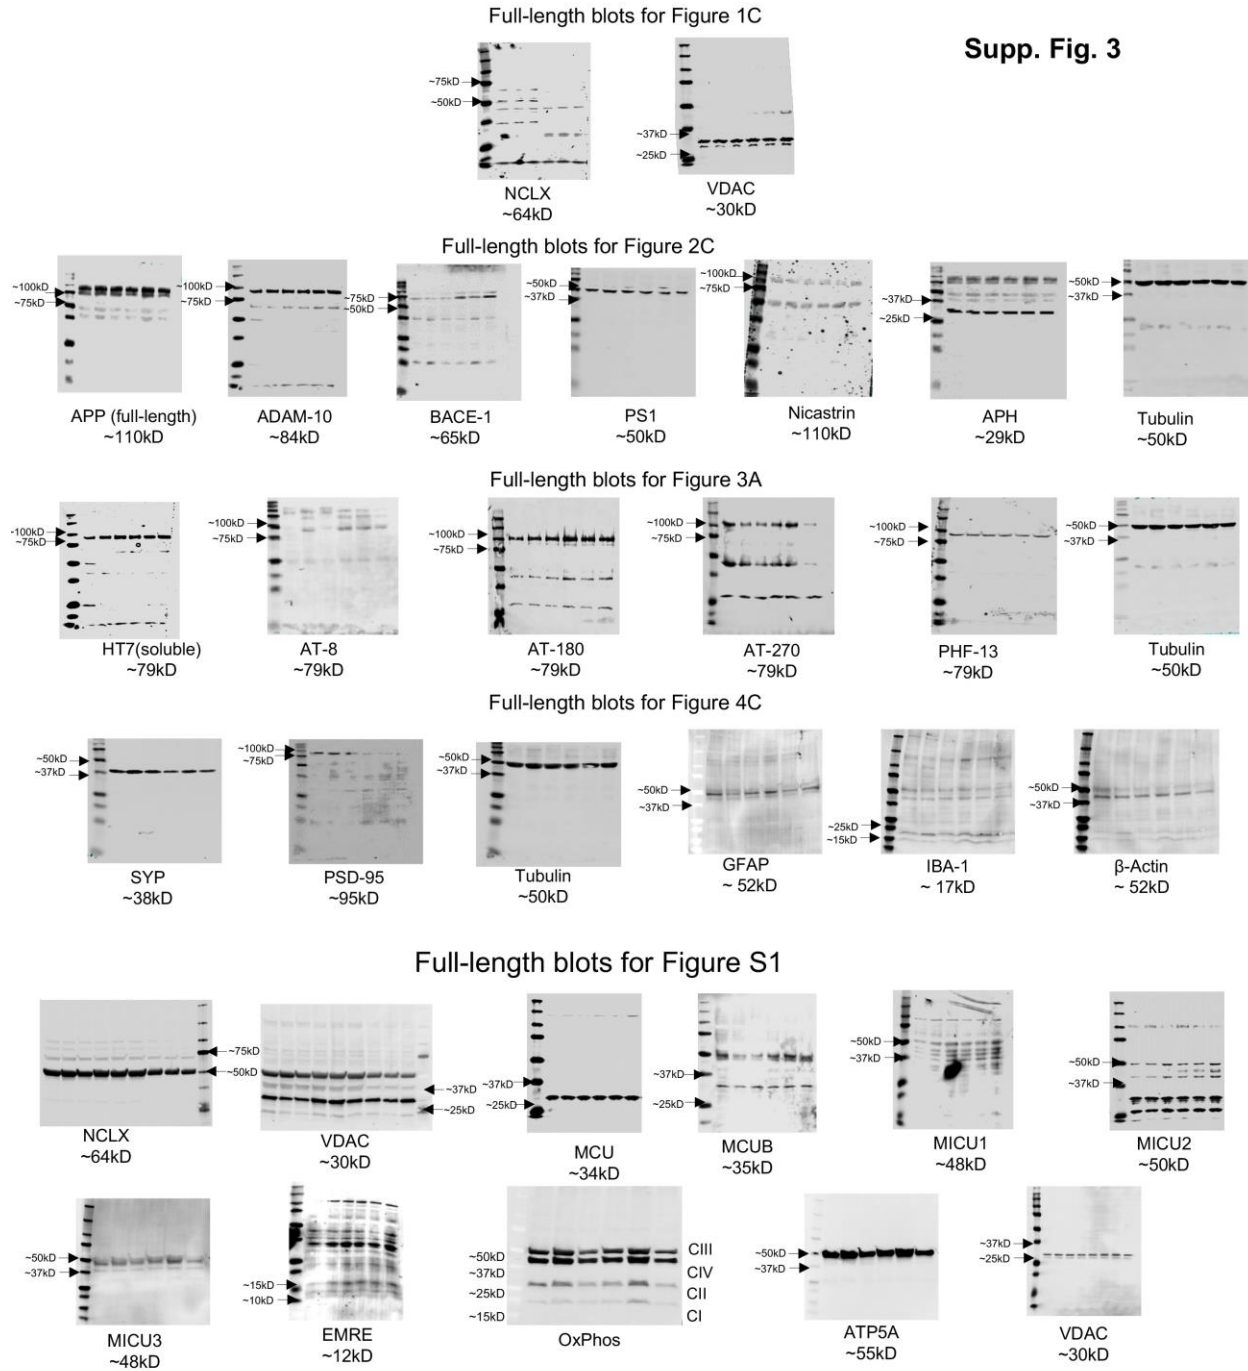 Full-length blots for Figure 1C
Supp. Fig. 3
~75kD
~50kD
~37kD
~25kD
NCLX
~64kD
VDAC
~30kD
Full-length blots for Figure 2C
~100kD
~75kD
~100kD
~75kD
~75kD
~50kD
~50kD
~37kD
~100kD
~75kD
~37kD
~25kD
~50kD
~37kD
APP (full-length)
~110kD
ADAM-10
~84kD
BACE-1
~65kD
PS1
~50kD
Nicastrin
~110kD
APH
~29kD
Tubulin
~50kD
Full-length blots for Figure 3A
~100kD
~75kD
~100kD
~75kD
~100kD
~75kD
~100kD
~75kD
~100kD
~75kD
~50kD
~37kD
HT7(soluble)
~79kD
AT-8
~79kD
AT-180
~79kD
AT-270
~79kD
PHF-13
~79kD
Tubulin
~50kD
Full-length blots for Figure 4C
~50kD
~37kD
~100kD
~75kD
~50kD
~37kD
~50kD
~37kD
~25kD
~15kD
~50kD
~37kD
SYP
~38kD
PSD-95
~95kD
Tubulin
~50kD
GFAP
~ 52kD
IBA-1
~ 17kD
β-Actin
~ 52kD
Full-length blots for Figure S1
~75kD
~50kD
~37kD
~25kD
~37kD
~25kD
~37kD
~25kD
~50kD
~37kD
~50kD
~37kD
NCLX
~64kD
VDAC
~30kD
MCU
~34kD
MCUB
~35kD
MICU1
~48kD
MICU2
~50kD
~50kD
~37kD
~15kD
~10kD
~50kD
~37kD
~25kD
~15kD
CIII
CIV
CII
CI
~50kD
~37kD
~37kD
~25kD
MICU3
~48kD
EMRE
~12kD
OxPhos
ATP5A
~55kD
VDAC
~30kD